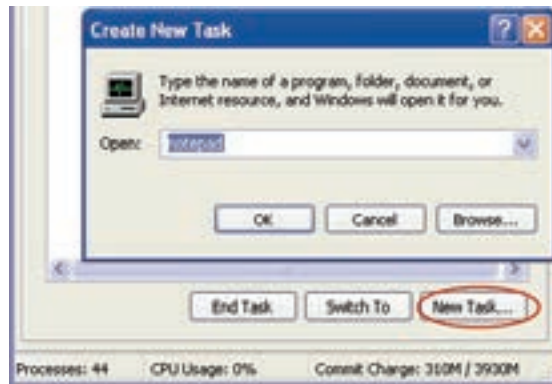 Create New Task
Type the name of a program, folder, document, or
Internet resource, and Windows will open it for you.
Open: notepad
OK Cancel Browse...
End Task Switch To New Task...
Processes: 44 CPU Usage: 0% Commit Charge: 310M / 3930M